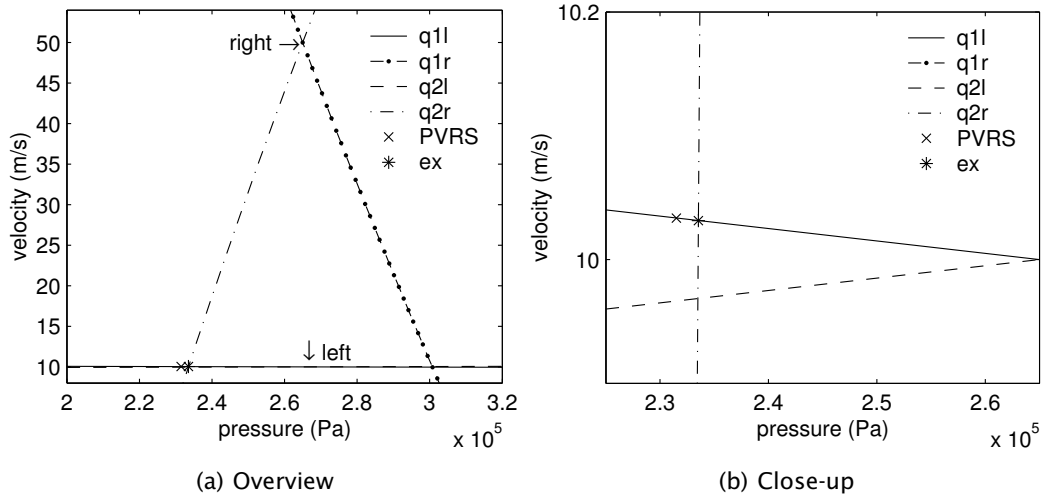 50
45
40
35
30
25
20
15
10
velocity (m/s)
right
left
q1l
q1r
q2l
q2r
PVRS
ex
2
2.2
2.4
2.6
2.8
3
3.2
pressure (Pa)
x 10^5
(a) Overview
10.2
10
velocity (m/s)
q1l
q1r
q2l
q2r
PVRS
ex
2.3
2.4
2.5
2.6
pressure (Pa)
x 10^5
(b) Close-up